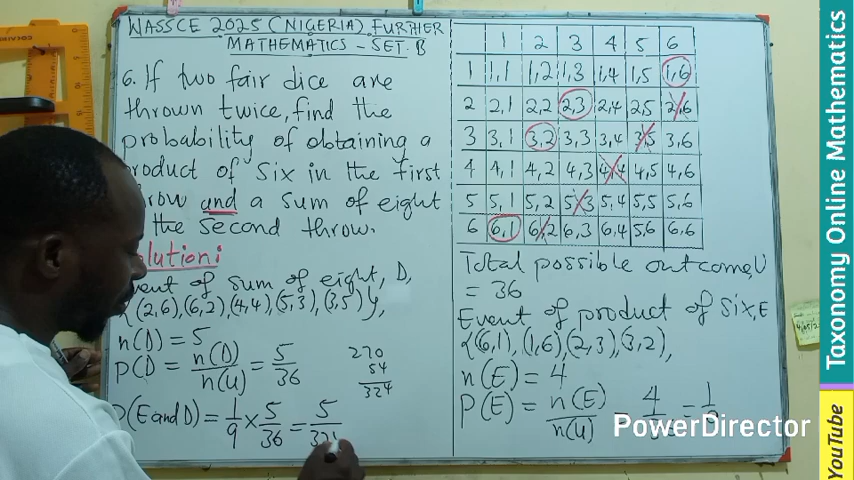 WASSCE 2025 (NIGERIA) FURTHER
MATHEMATICS - SET. B
6. If two fair dice are
thrown twice, find the
probability of obtaining a
product of six in the first
row and a sum of eight
the second throw.
olution:
ent of sum of eight, D,
{(2,6), (6,2), (4,4), (5,3), (3,5)},
n(D) = 5
P(D = n(D)/n(U) = 5/36
270
54
324
P(E and D) = 1/9 × 5/36 = 5/324
1 2 3 4 5 6
1 1,1 1,2 1,3 1,4 1,5 1,6
2 2,1 2,2 2,3 2,4 2,5 2,6
3 3,1 3,2 3,3 3,4 3,5 3,6
4 4,1 4,2 4,3 4,4 4,5 4,6
5 5,1 5,2 5,3 5,4 5,5 5,6
6 6,1 6,2 6,3 6,4 5,6 6,6
Total possible outcome, U
= 36
Event of product of six, E
{(6,1), (1,6), (2,3), (3,2),
n(E) = 4
P(E) = n(E)/n(U) = 4/36 = 1/9
PowerDirector
Taxonomy Online Mathematics
YouTube